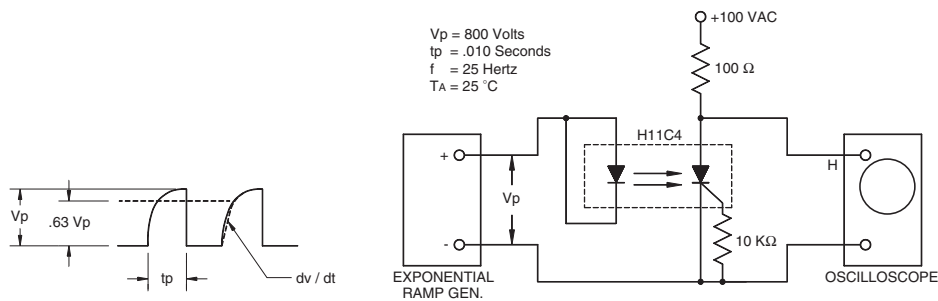 Vp = 800 Volts
tp = .010 Seconds
f = 25 Hertz
TA = 25 °C
+100 VAC
100 Ω
H11C4
+
H
Vp
Vp
.63 Vp
-
10 KΩ
tp
dv / dt
EXPONENTIAL
RAMP GEN.
OSCILLOSCOPE